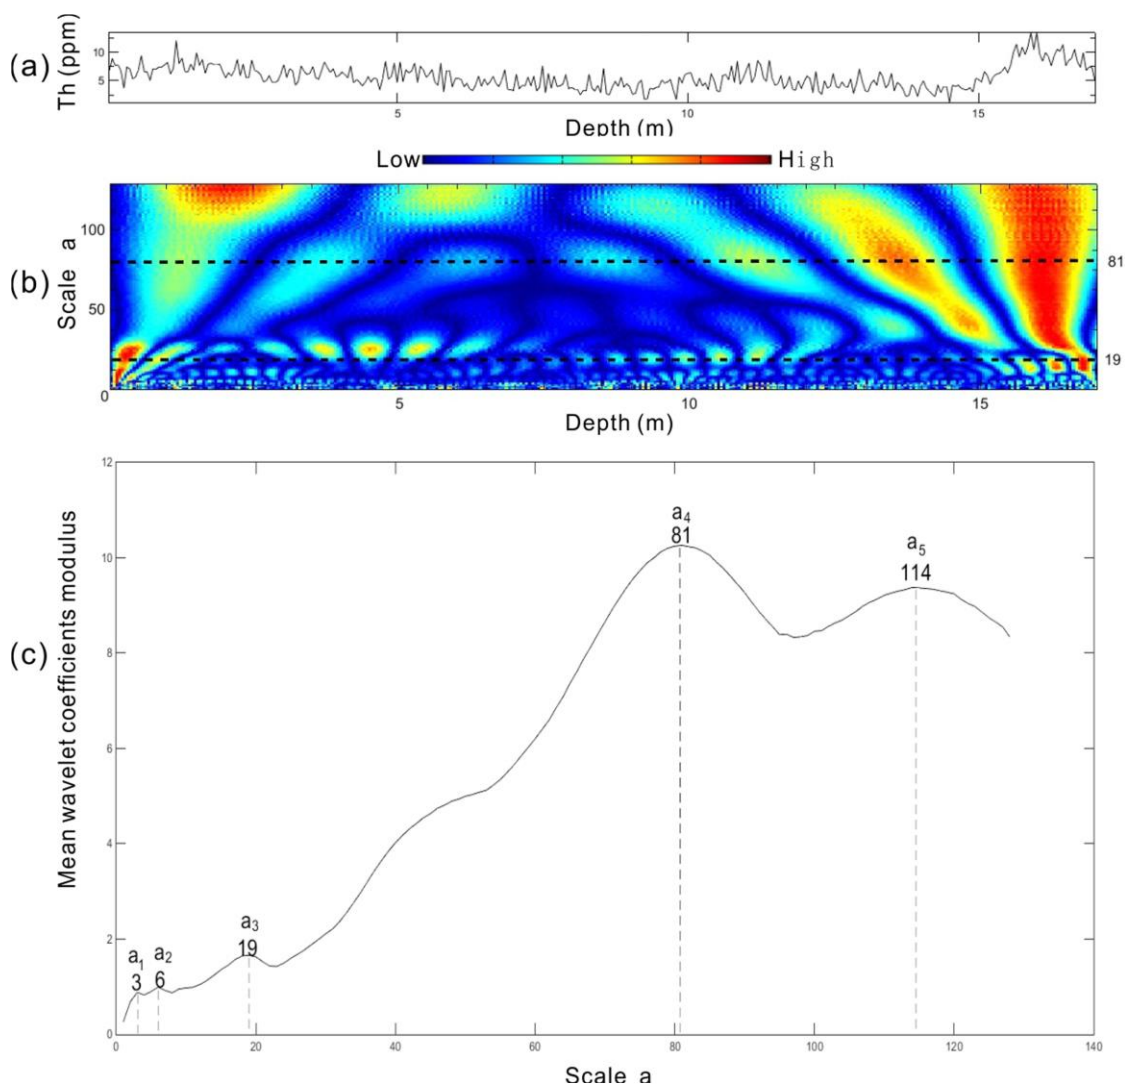 (a)
Th (ppm)
10
5
5
10
15
Depth (m)
Low
High
(b)
Scale a
100
50
0
81
19
5
10
15
Depth (m)
(c)
Mean wavelet coefficients modulus
12
10
8
6
4
2
0
a1
3
a2
6
a3
19
a4
81
a5
114
0
20
40
60
80
100
120
140
Scale a